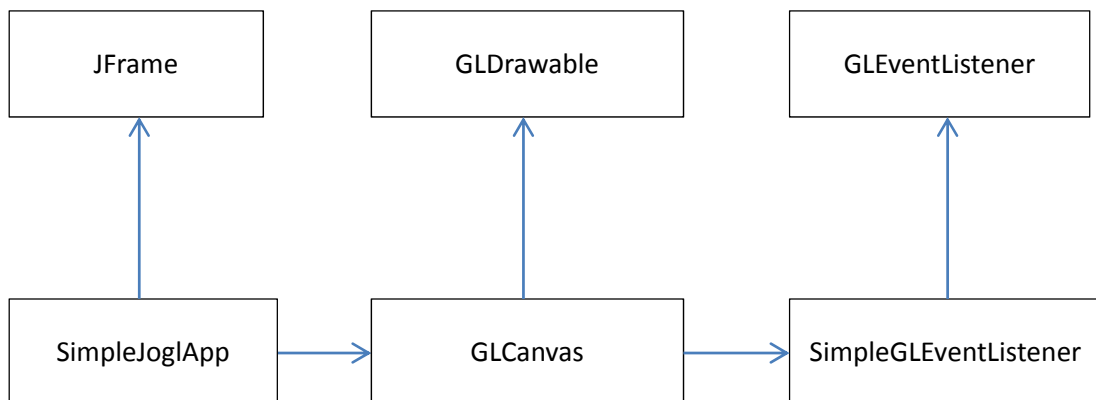 JFrame
GLDrawable
GLEventListener
SimpleJoglApp
GLCanvas
SimpleGLEventListener